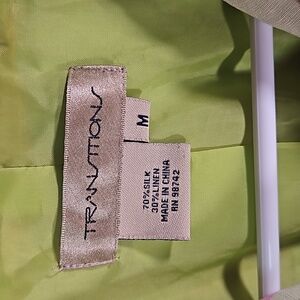 TRANSITIONS
M
70%SILK
30%LINEN
MADE IN CHINA
RN 98742